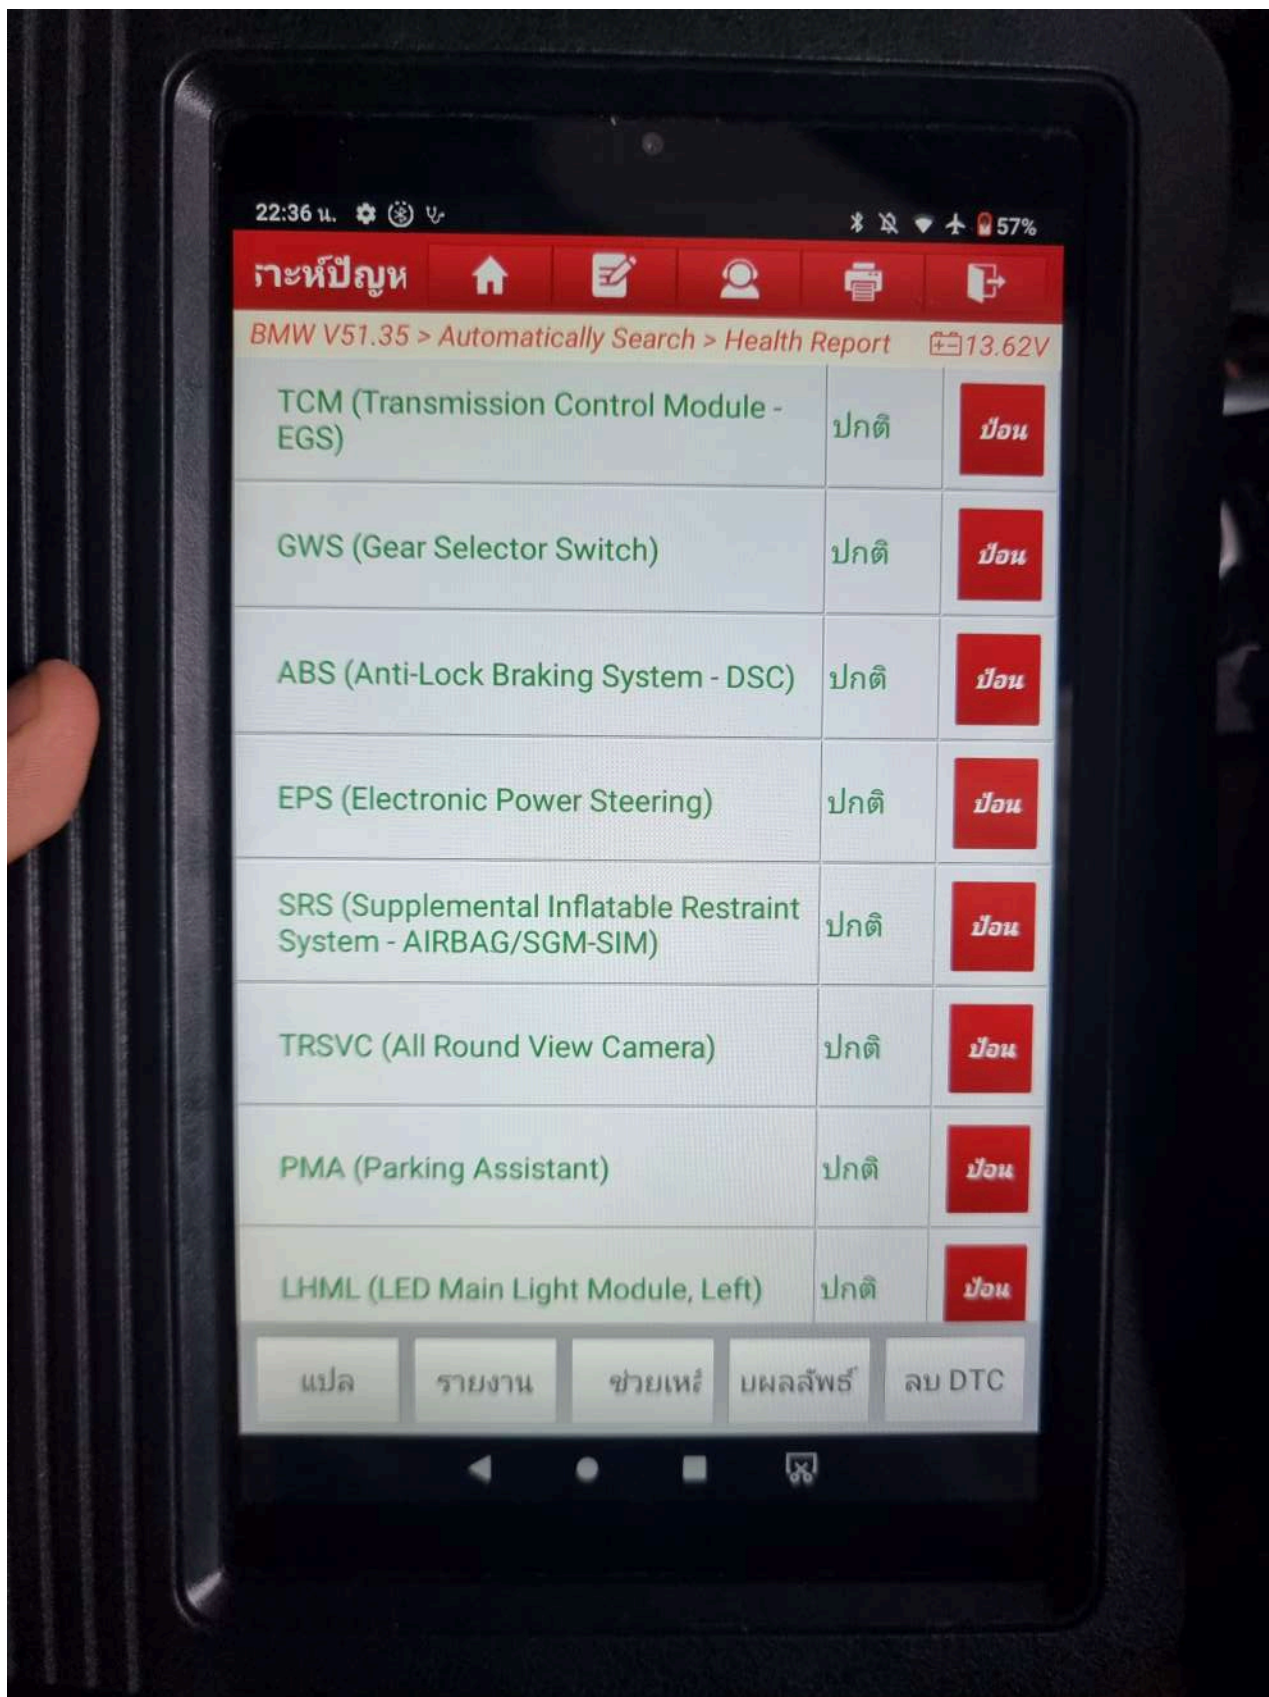 22:36 น.
57%
ราะห์ปัญห
BMW V51.35 > Automatically Search > Health Report
13.62V
TCM (Transmission Control Module -
EGS)
ปกติ
ป้อน
GWS (Gear Selector Switch)
ปกติ
ป้อน
ABS (Anti-Lock Braking System - DSC)
ปกติ
ป้อน
EPS (Electronic Power Steering)
ปกติ
ป้อน
SRS (Supplemental Inflatable Restraint
System - AIRBAG/SGM-SIM)
ปกติ
ป้อน
TRSVC (All Round View Camera)
ปกติ
ป้อน
PMA (Parking Assistant)
ปกติ
ป้อน
LHML (LED Main Light Module, Left)
ปกติ
ป้อน
แปล
รายงาน
ช่วยเหลื
บผลลัพธ์
ลบ DTC